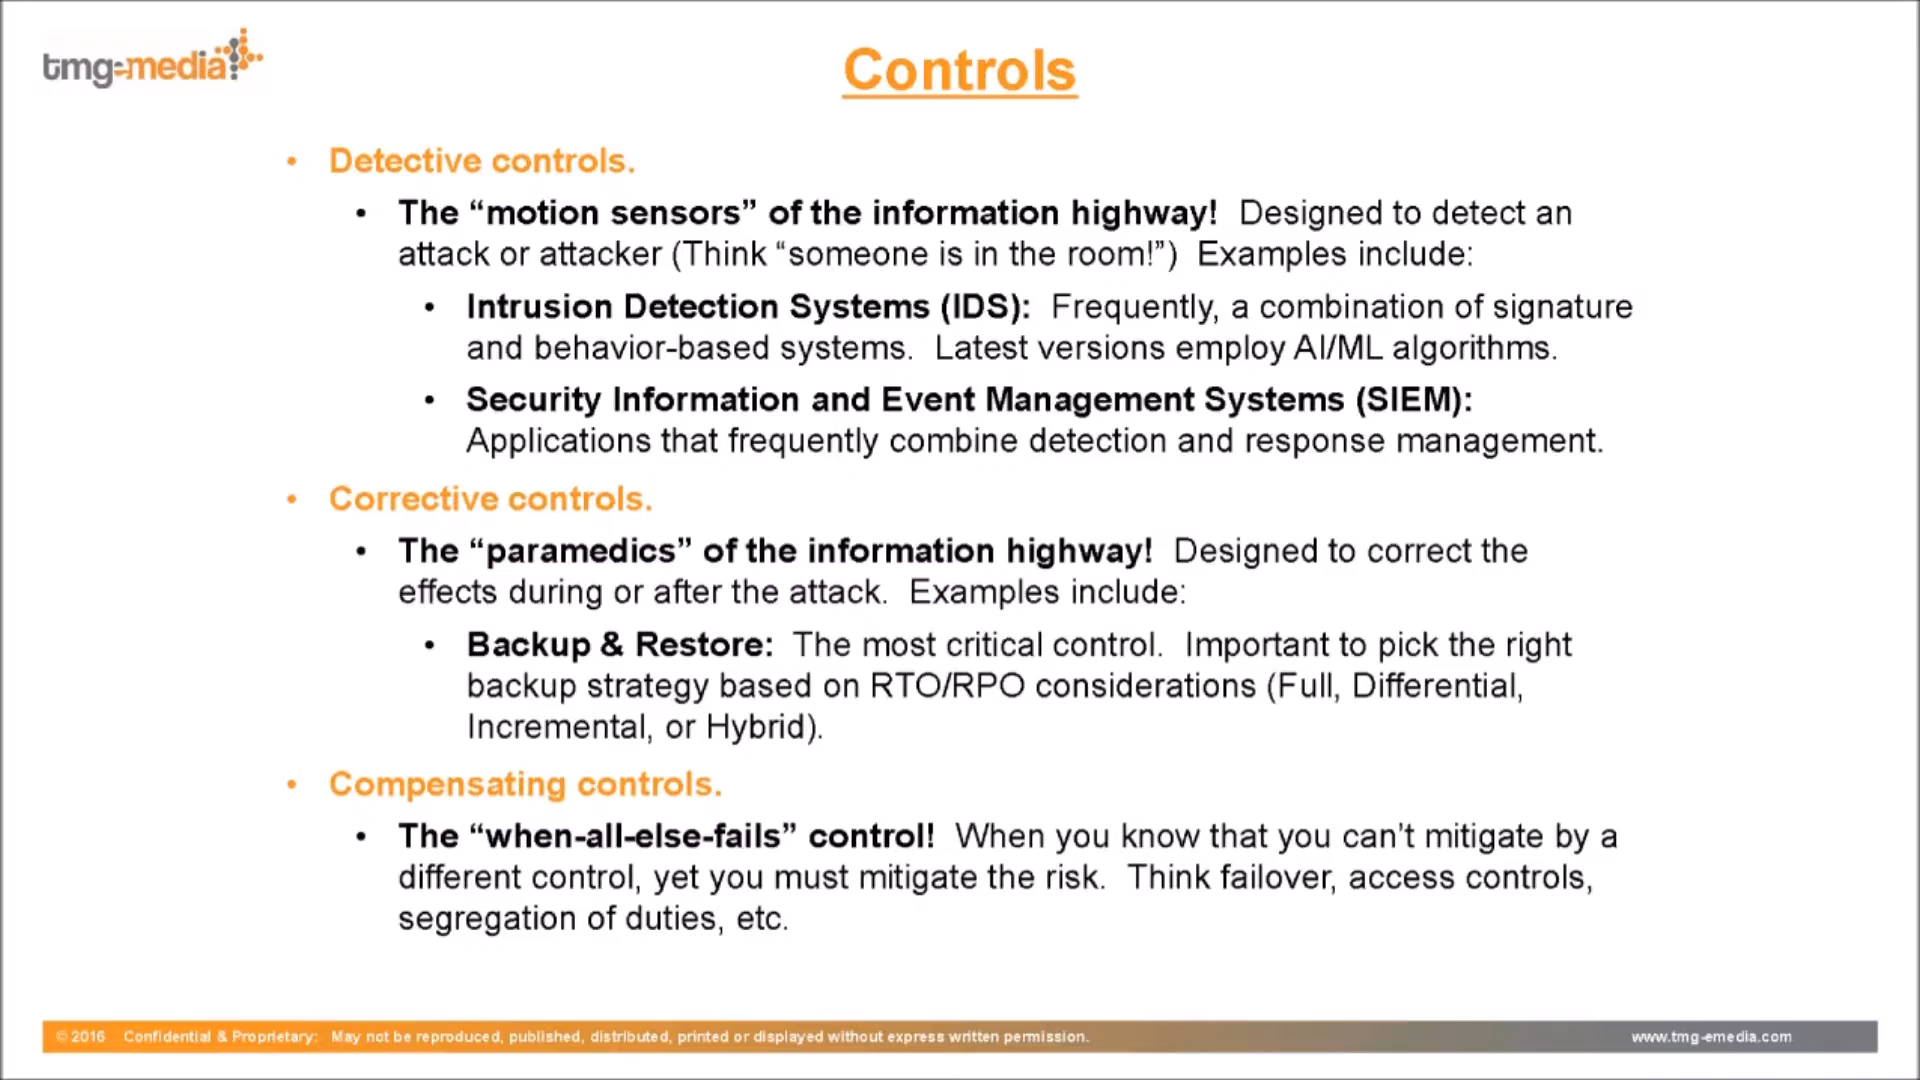 tmg-emedia
Controls
• Detective controls.
• The “motion sensors” of the information highway! Designed to detect an
attack or attacker (Think “someone is in the room!”) Examples include:
• Intrusion Detection Systems (IDS): Frequently, a combination of signature
and behavior-based systems. Latest versions employ AI/ML algorithms.
• Security Information and Event Management Systems (SIEM):
Applications that frequently combine detection and response management.
• Corrective controls.
• The “paramedics” of the information highway! Designed to correct the
effects during or after the attack. Examples include:
• Backup & Restore: The most critical control. Important to pick the right
backup strategy based on RTO/RPO considerations (Full, Differential,
Incremental, or Hybrid).
• Compensating controls.
• The “when-all-else-fails” control! When you know that you can’t mitigate by a
different control, yet you must mitigate the risk. Think failover, access controls,
segregation of duties, etc.
© 2016 Confidential & Proprietary: May not be reproduced, published, distributed, printed or displayed without express written permission. www.tmg-emedia.com